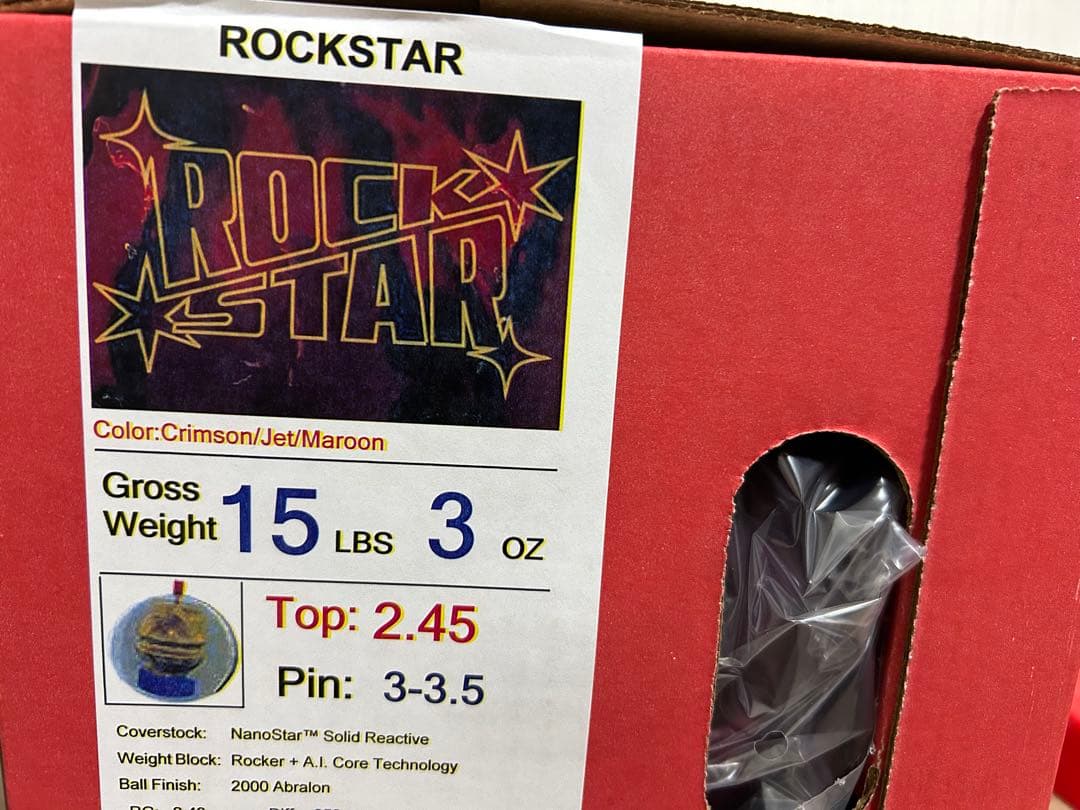 ROCKSTAR
ROCK
STAR
Color:Crimson/Jet/Maroon
Gross Weight 15 LBS 3 OZ
Top: 2.45
Pin: 3-3.5
Coverstock: NanoStar™ Solid Reactive
Weight Block: Rocker + A.I. Core Technology
Ball Finish: 2000 Abralon